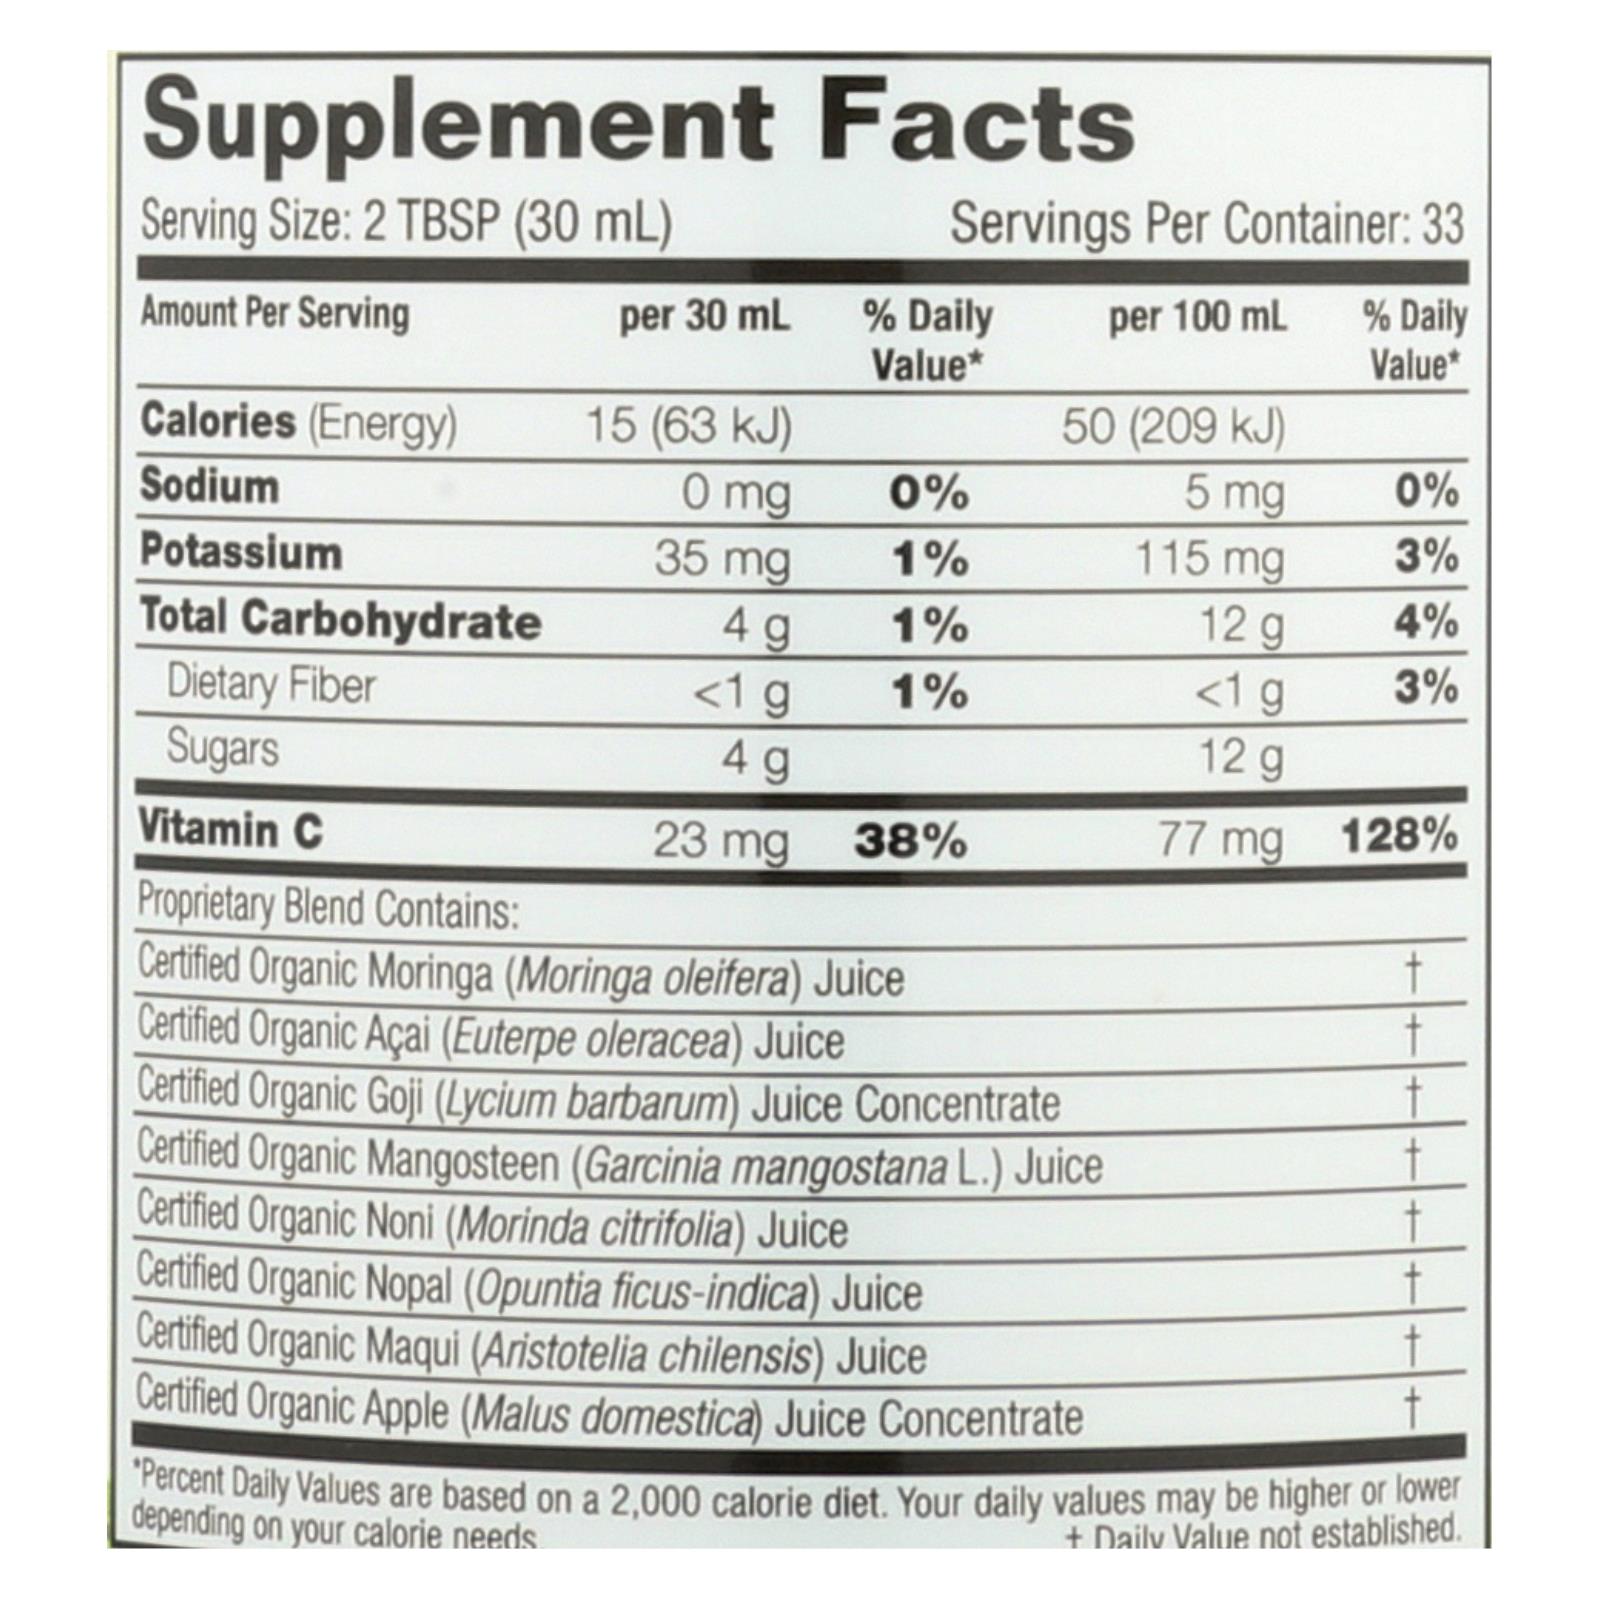 Supplement Facts
Serving Size: 2 TBSP (30 mL) Servings Per Container: 33
Amount Per Serving per 30 mL % Daily Value* per 100 mL % Daily Value*
Calories (Energy) 15 (63 kJ) 50 (209 kJ)
Sodium 0 mg 0% 5 mg 0%
Potassium 35 mg 1% 115 mg 3%
Total Carbohydrate 4 g 1% 12 g 4%
Dietary Fiber <1 g 1% <1 g 3%
Sugars 4 g 12 g
Vitamin C 23 mg 38% 77 mg 128%
Proprietary Blend Contains:
Certified Organic Moringa (Moringa oleifera) Juice †
Certified Organic Açai (Euterpe oleracea) Juice †
Certified Organic Goji (Lycium barbarum) Juice Concentrate †
Certified Organic Mangosteen (Garcinia mangostana L.) Juice †
Certified Organic Noni (Morinda citrifolia) Juice †
Certified Organic Nopal (Opuntia ficus-indica) Juice †
Certified Organic Maqui (Aristotelia chilensis) Juice †
Certified Organic Apple (Malus domestica) Juice Concentrate †
*Percent Daily Values are based on a 2,000 calorie diet. Your daily values may be higher or lower
depending on your calorie needs † Daily Value not established.